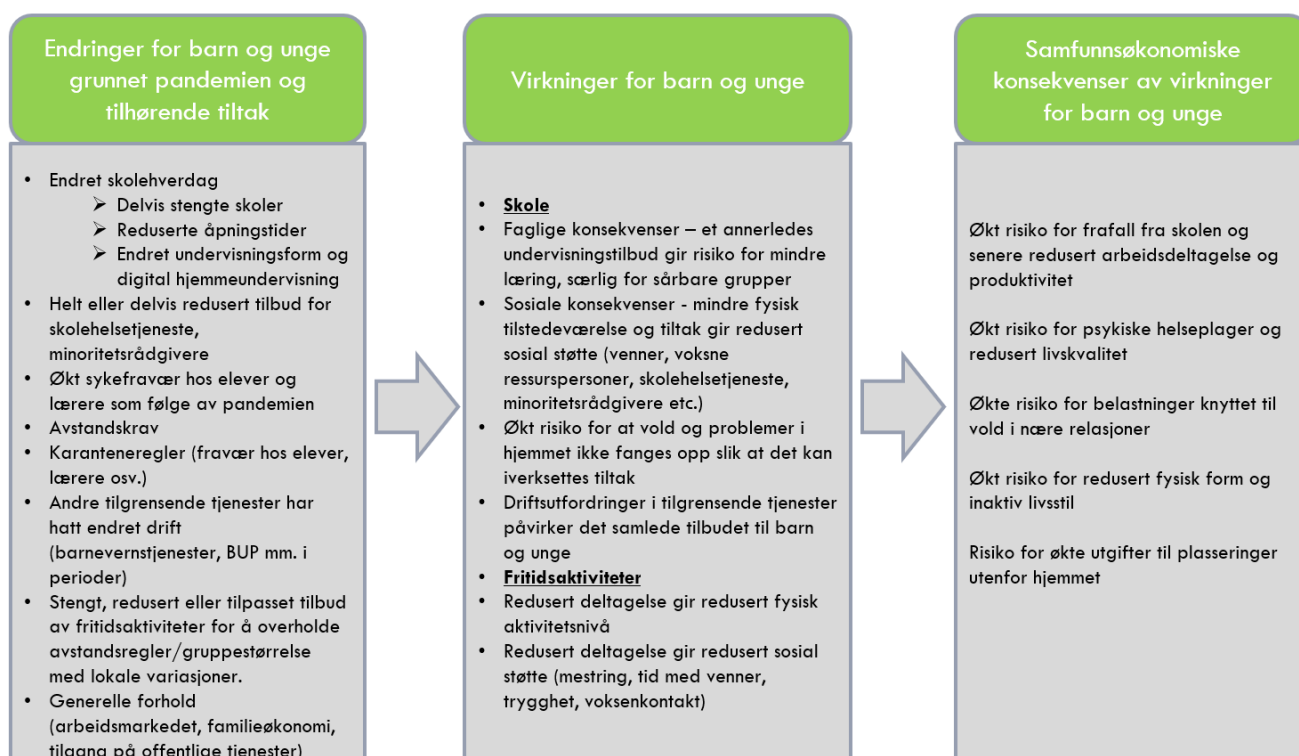 Endringer for barn og unge
grunnet pandemien og
tilhørende tiltak
• Endret skolehverdag
➢ Delvis stengte skoler
➢ Reduserte åpningstider
➢ Endret undervisningsform og
digital hjemmeundervisning
• Helt eller delvis redusert tilbud for
skolehelsetjeneste,
minoritetsrådgivere
• Økt sykefravær hos elever og
lærere som følge av pandemien
• Avstandskrav
• Karanteneregler (fravær hos elever,
lærere osv.)
• Andre tilgrensende tjenester har
hatt endret drift
(barnevernstjenester, BUP mm. i
perioder)
• Stengt, redusert eller tilpasset tilbud
av fritidsaktiviteter for å overholde
avstandsregler/gruppestørrelse
med lokale variasjoner.
• Generelle forhold
(arbeidsmarkedet, familieøkonomi,
tilgang på offentlige tjenester)
Virkninger for barn og unge
• Skole
• Faglige konsekvenser – et annerledes
undervisningstilbud gir risiko for mindre
læring, særlig for sårbare grupper
• Sosiale konsekvenser - mindre fysisk
tilstedeværelse og tiltak gir redusert
sosial støtte (venner, voksne
ressurspersoner, skolehelsetjeneste,
minoritetsrådgivere etc.)
• Økt risiko for at vold og problemer i
hjemmet ikke fanges opp slik at det kan
iverksettes tiltak
• Driftsutfordringer i tilgrensende tjenester
påvirker det samlede tilbudet til barn
og unge
• Fritidsaktiviteter
• Redusert deltagelse gir redusert fysisk
aktivitetsnivå
• Redusert deltagelse gir redusert sosial
støtte (mestring, tid med venner,
trygghet, voksenkontakt)
Samfunnsøkonomiske
konsekvenser av virkninger
for barn og unge
Økt risiko for frafall fra skolen og
senere redusert arbeidsdeltagelse og
produktivitet
Økt risiko for psykiske helseplager og
redusert livskvalitet
Økte risiko for belastninger knyttet til
vold i nære relasjoner
Økt risiko for redusert fysisk form og
inaktiv livsstil
Risiko for økte utgifter til plasseringer
utenfor hjemmet